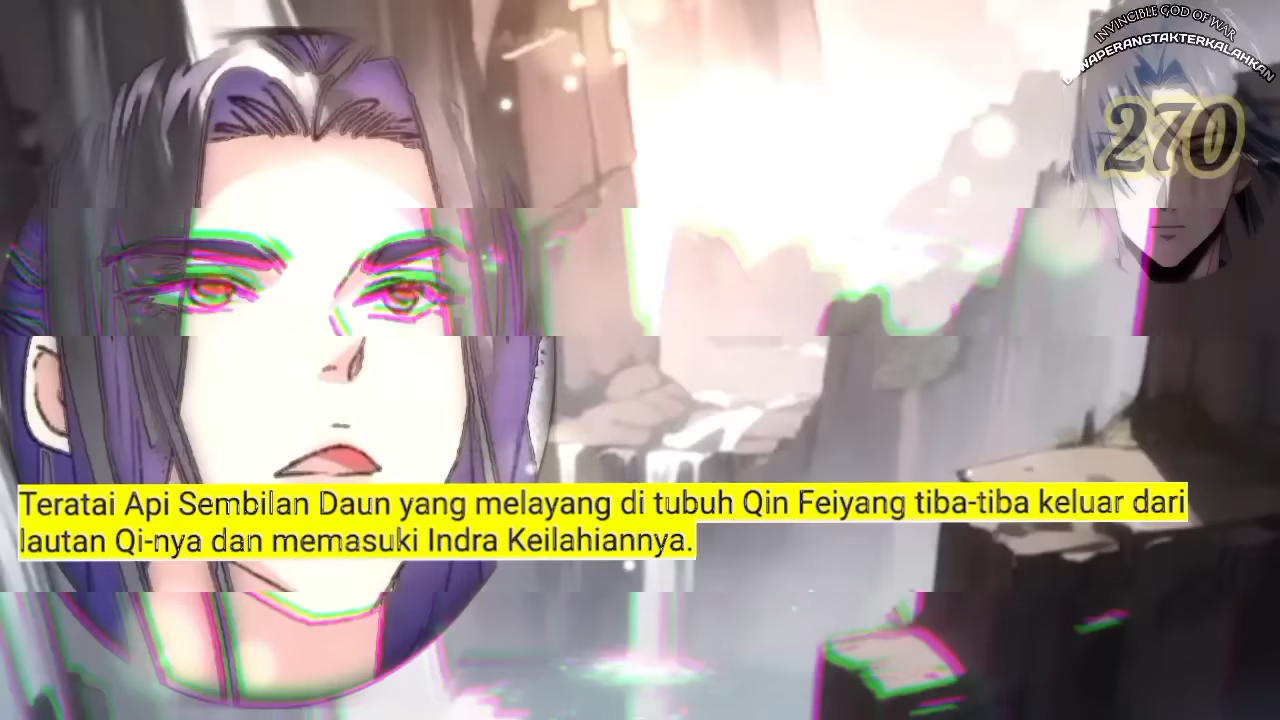 INVINCIBLE GOD OF WAR
DEWAPERANGTAKTERKALAHKAN
270
Teratai Api Sembilan Daun yang melayang di tubuh Qin Feiyang tiba-tiba keluar dari
lautan Qi-nya dan memasuki Indra Keilahiannya.